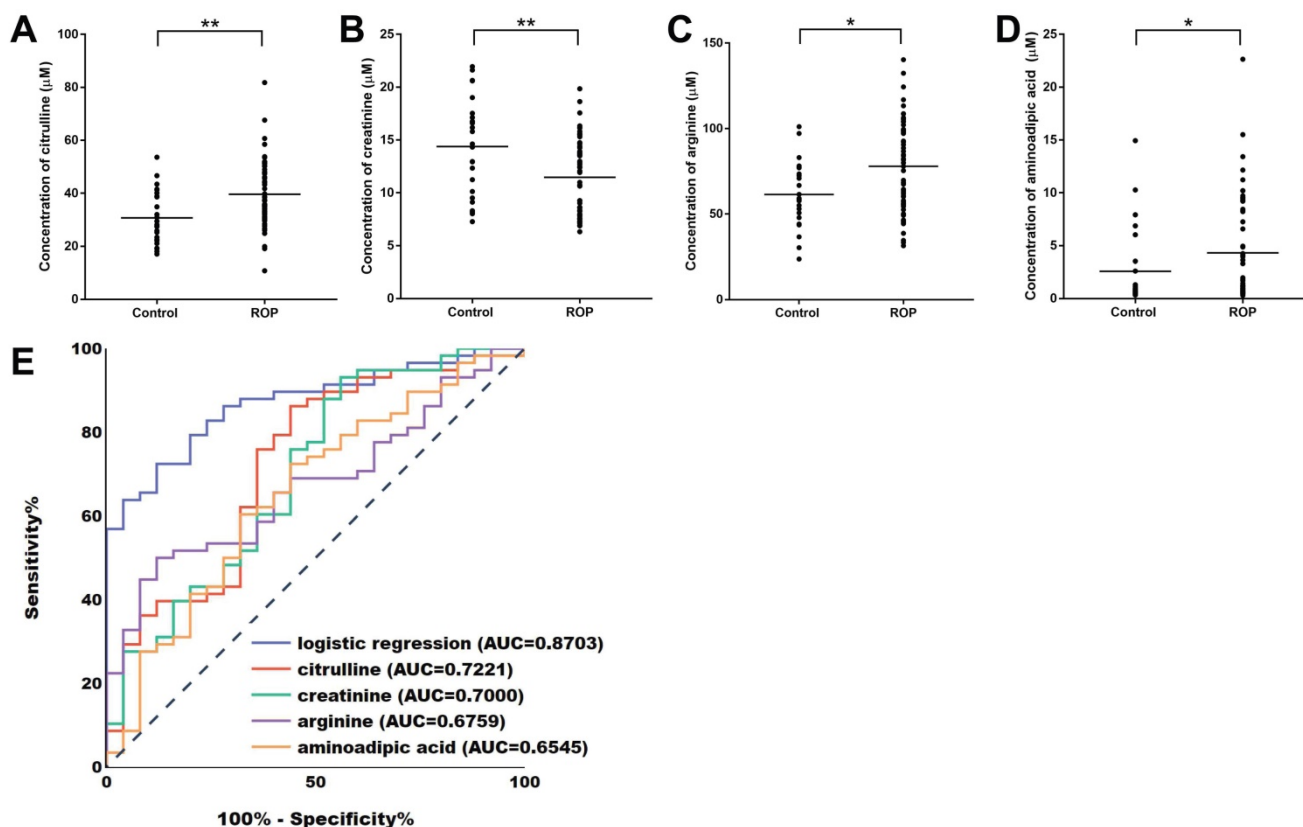 A
**
Concentration of citrulline (μM)
100
80
60
40
20
0
Control
ROP
B
**
Concentration of creatinine (μM)
25
20
15
10
5
0
Control
ROP
C
*
Concentration of arginine (μM)
150
100
50
0
Control
ROP
D
*
Concentration of aminoadipic acid (μM)
25
20
15
10
5
0
Control
ROP
E
Sensitivity%
100
80
60
40
20
0
logistic regression (AUC=0.8703)
citrulline (AUC=0.7221)
creatinine (AUC=0.7000)
arginine (AUC=0.6759)
aminoadipic acid (AUC=0.6545)
0
50
100
100% - Specificity%